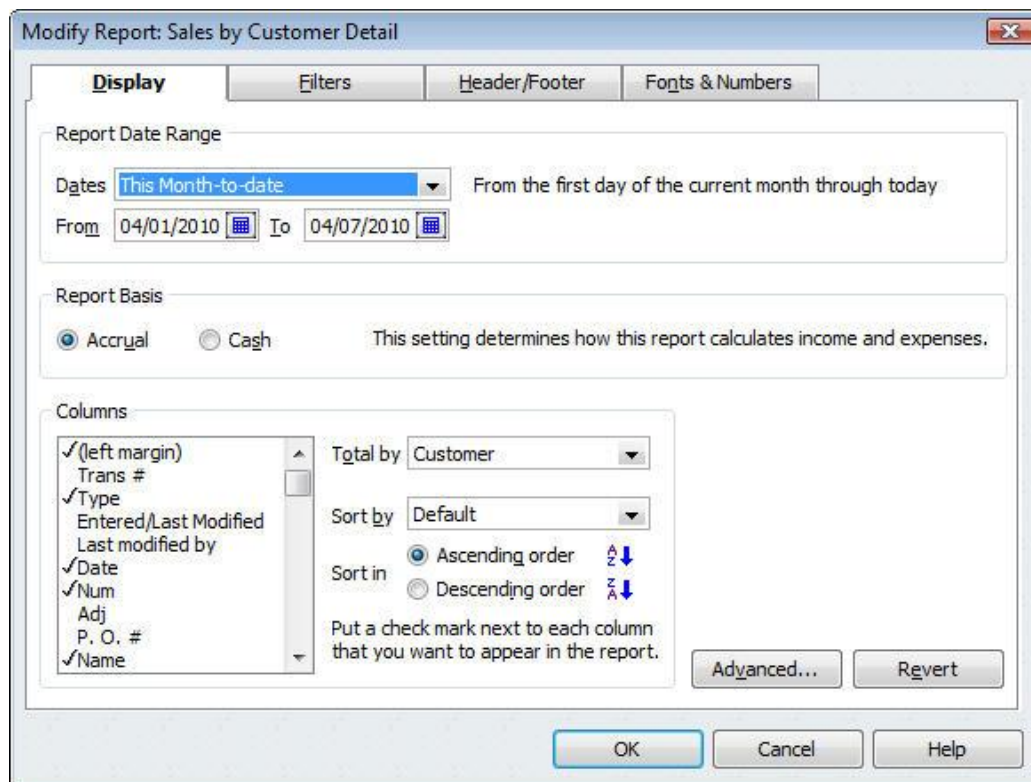 Modify Report: Sales by Customer Detail
Display Filters Header/Footer Fonts & Numbers
Report Date Range
Dates This Month-to-date From the first day of the current month through today
From 04/01/2010 To 04/07/2010
Report Basis
Accrual Cash This setting determines how this report calculates income and expenses.
Columns
✓(left margin)
Trans #
✓Type
Entered/Last Modified
Last modified by
✓Date
✓Num
Adj
P. O. #
✓Name
Total by Customer
Sort by Default
Sort in
Ascending order AZ
Descending order ZA
Put a check mark next to each column
that you want to appear in the report.
Advanced... Revert
OK Cancel Help